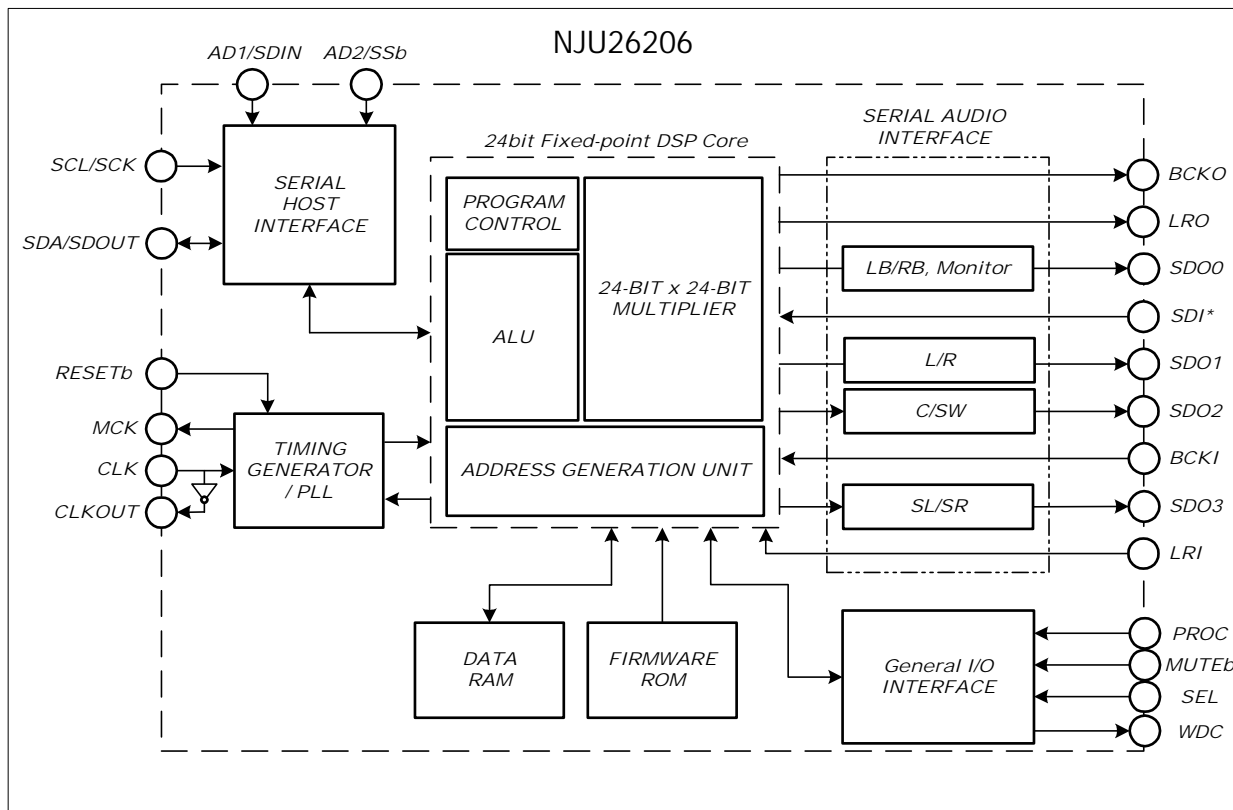 NJU26206
AD1/SDIN
AD2/SSb
SCL/SCK
SDA/SDOUT
SERIAL
HOST
INTERFACE
RESETb
MCK
CLK
CLKOUT
TIMING
GENERATOR
/ PLL
24bit Fixed-point DSP Core
PROGRAM
CONTROL
ALU
24-BIT x 24-BIT
MULTIPLIER
ADDRESS GENERATION UNIT
DATA
RAM
FIRMWARE
ROM
SERIAL AUDIO
INTERFACE
LB/RB, Monitor
L/R
C/SW
SL/SR
BCKO
LRO
SDO0
SDI*
SDO1
SDO2
BCKI
SDO3
LRI
General I/O
INTERFACE
PROC
MUTEb
SEL
WDC